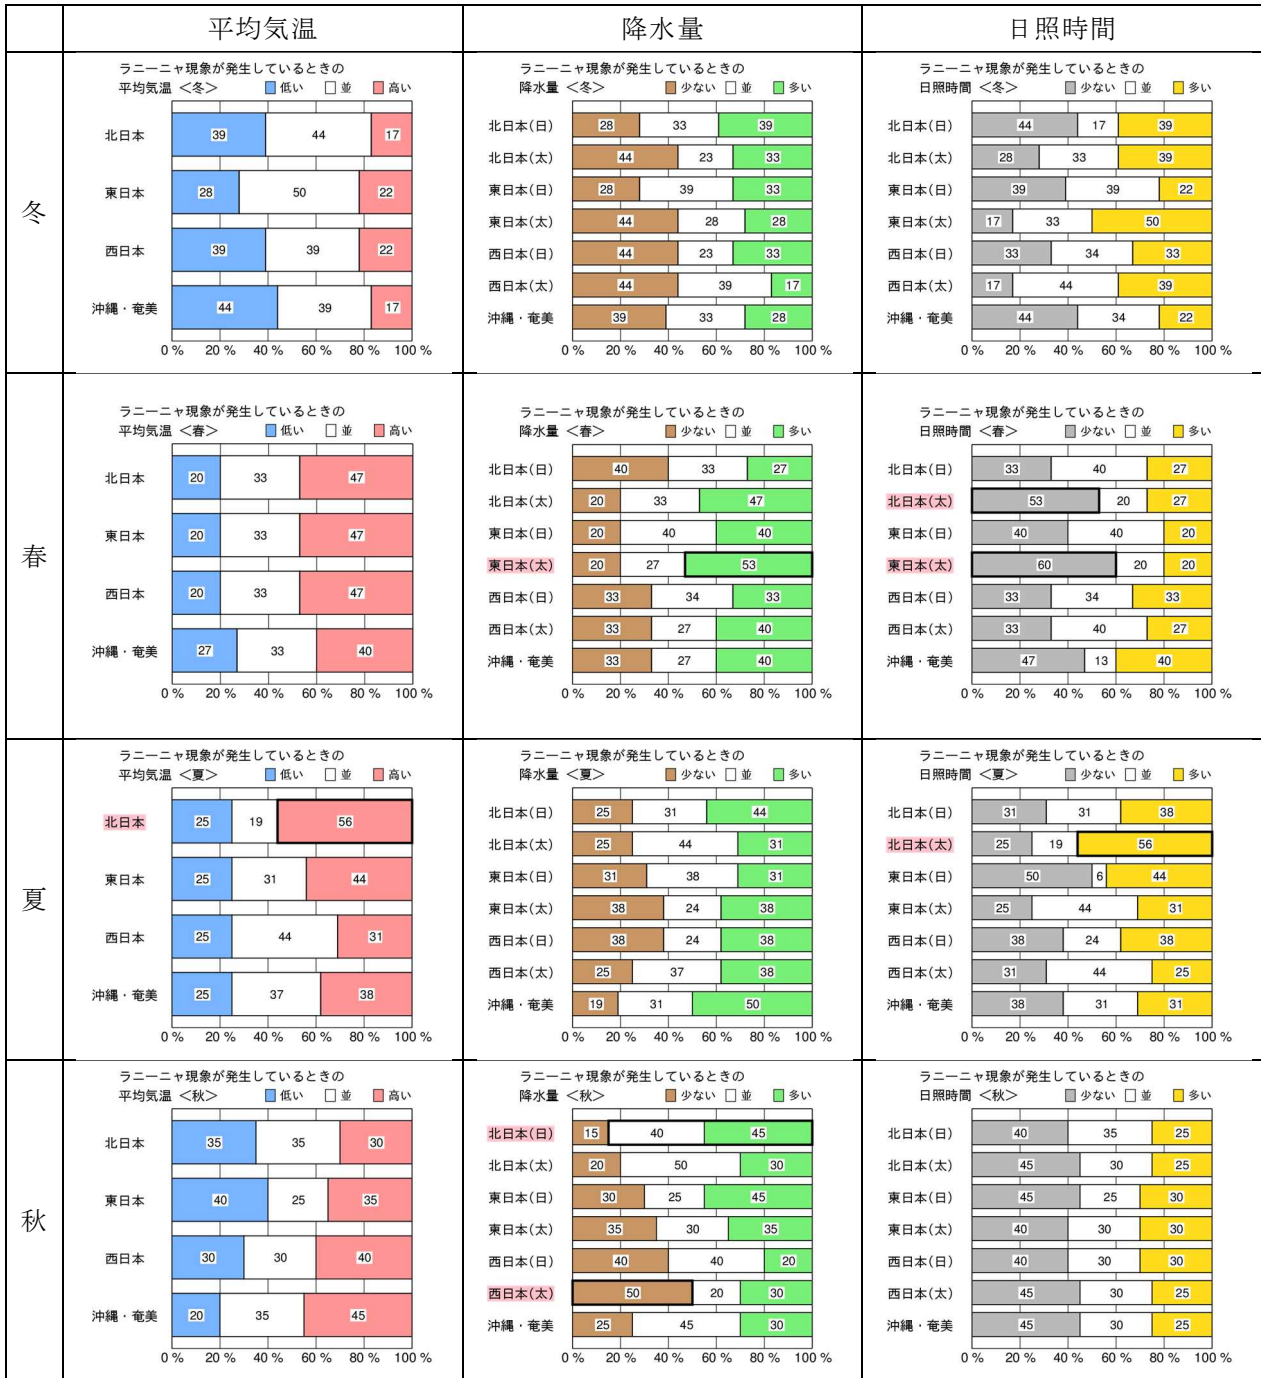 平均気温 降水量 日照時間
冬
ラニーニャ現象が発生しているときの
平均気温 ＜冬＞ 低い 並 高い
北日本 39 44 17
東日本 28 50 22
西日本 39 39 22
沖縄・奄美 44 39 17
0 % 20 % 40 % 60 % 80 % 100 %
ラニーニャ現象が発生しているときの
降水量 ＜冬＞ 少ない 並 多い
北日本(日) 28 33 39
北日本(太) 44 23 33
東日本(日) 28 39 33
東日本(太) 44 28 28
西日本(日) 44 23 33
西日本(太) 44 39 17
沖縄・奄美 39 33 28
0 % 20 % 40 % 60 % 80 % 100 %
ラニーニャ現象が発生しているときの
日照時間 ＜冬＞ 少ない 並 多い
北日本(日) 44 17 39
北日本(太) 28 33 39
東日本(日) 39 39 22
東日本(太) 17 33 50
西日本(日) 33 34 33
西日本(太) 17 44 39
沖縄・奄美 44 34 22
0 % 20 % 40 % 60 % 80 % 100 %
春
ラニーニャ現象が発生しているときの
平均気温 ＜春＞ 低い 並 高い
北日本 20 33 47
東日本 20 33 47
西日本 20 33 47
沖縄・奄美 27 33 40
0 % 20 % 40 % 60 % 80 % 100 %
ラニーニャ現象が発生しているときの
降水量 ＜春＞ 少ない 並 多い
北日本(日) 40 33 27
北日本(太) 20 33 47
東日本(日) 20 40 40
東日本(太) 20 27 53
西日本(日) 33 34 33
西日本(太) 33 27 40
沖縄・奄美 33 27 40
0 % 20 % 40 % 60 % 80 % 100 %
ラニーニャ現象が発生しているときの
日照時間 ＜春＞ 少ない 並 多い
北日本(日) 33 40 27
北日本(太) 53 20 27
東日本(日) 40 40 20
東日本(太) 60 20 20
西日本(日) 33 34 33
西日本(太) 33 40 27
沖縄・奄美 47 13 40
0 % 20 % 40 % 60 % 80 % 100 %
夏
ラニーニャ現象が発生しているときの
平均気温 ＜夏＞ 低い 並 高い
北日本 25 19 56
東日本 25 31 44
西日本 25 44 31
沖縄・奄美 25 37 38
0 % 20 % 40 % 60 % 80 % 100 %
ラニーニャ現象が発生しているときの
降水量 ＜夏＞ 少ない 並 多い
北日本(日) 25 31 44
北日本(太) 25 44 31
東日本(日) 31 38 31
東日本(太) 38 24 38
西日本(日) 38 24 38
西日本(太) 25 37 38
沖縄・奄美 19 31 50
0 % 20 % 40 % 60 % 80 % 100 %
ラニーニャ現象が発生しているときの
日照時間 ＜夏＞ 少ない 並 多い
北日本(日) 31 31 38
北日本(太) 25 19 56
東日本(日) 50 6 44
東日本(太) 25 44 31
西日本(日) 38 24 38
西日本(太) 31 44 25
沖縄・奄美 38 31 31
0 % 20 % 40 % 60 % 80 % 100 %
秋
ラニーニャ現象が発生しているときの
平均気温 ＜秋＞ 低い 並 高い
北日本 35 35 30
東日本 40 25 35
西日本 30 30 40
沖縄・奄美 20 35 45
0 % 20 % 40 % 60 % 80 % 100 %
ラニーニャ現象が発生しているときの
降水量 ＜秋＞ 少ない 並 多い
北日本(日) 15 40 45
北日本(太) 20 50 30
東日本(日) 30 25 45
東日本(太) 35 30 35
西日本(日) 40 40 20
西日本(太) 50 20 30
沖縄・奄美 25 45 30
0 % 20 % 40 % 60 % 80 % 100 %
ラニーニャ現象が発生しているときの
日照時間 ＜秋＞ 少ない 並 多い
北日本(日) 40 35 25
北日本(太) 45 30 25
東日本(日) 45 25 30
東日本(太) 40 30 30
西日本(日) 40 30 30
西日本(太) 45 30 25
沖縄・奄美 45 30 25
0 % 20 % 40 % 60 % 80 % 100 %